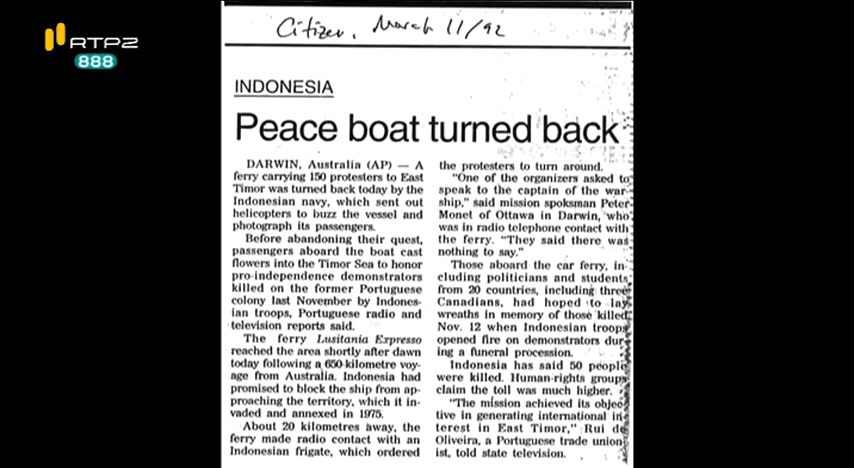 RTP2
888
Citizen, March 11/92
INDONESIA
Peace boat turned back
DARWIN, Australia (AP) — A
ferry carrying 150 protesters to East
Timor was turned back today by the
Indonesian navy, which sent out
helicopters to buzz the vessel and
photograph its passengers.
Before abandoning their quest,
passengers aboard the boat cast
flowers into the Timor Sea to honor
pro-independence demonstrators
killed on the former Portuguese
colony last November by Indones-
ian troops, Portuguese radio and
television reports said.
The ferry Lusitania Expresso
reached the area shortly after dawn
today following a 650-kilometre voy-
age from Australia. Indonesia had
promised to block the ship from ap-
proaching the territory, which it in-
vaded and annexed in 1975.
About 20 kilometres away, the
ferry made radio contact with an
Indonesian frigate, which ordered
the protesters to turn around.
"One of the organizers asked to
speak to the captain of the war-
ship," said mission spoksman Peter
Monet of Ottawa in Darwin, who
was in radio telephone contact with
the ferry. "They said there was
nothing to say."
Those aboard the car ferry, in-
cluding politicians and students
from 20 countries, including three
Canadians, had hoped to lay
wreaths in memory of those killed
Nov. 12 when Indonesian troops
opened fire on demonstrators dur-
ing a funeral procession.
Indonesia has said 50 people
were killed. Human-rights groups
claim the toll was much higher.
"The mission achieved its objec-
tive in generating international in-
terest in East Timor," Rui de
Oliveira, a Portuguese trade union-
ist, told state television.